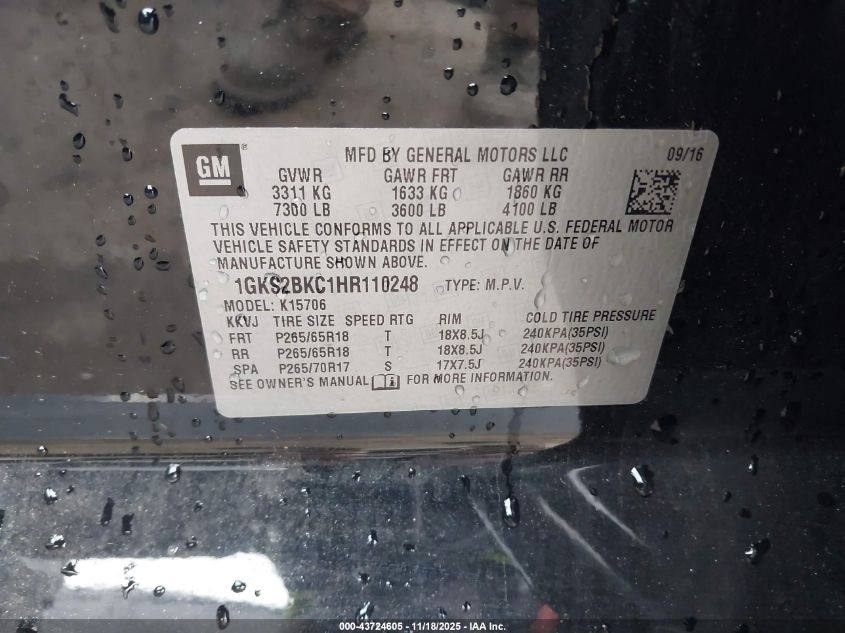 GM ® MFD BY GENERAL MOTORS LLC 09/16
GVWR GAWR FRT GAWR RR
3311 KG 1633 KG 1860 KG
7300 LB 3600 LB 4100 LB
THIS VEHICLE CONFORMS TO ALL APPLICABLE U.S. FEDERAL MOTOR
VEHICLE SAFETY STANDARDS IN EFFECT ON THE DATE OF
MANUFACTURE SHOWN ABOVE.
1GKS2BKC1HR110248 TYPE: M.P.V.
MODEL: K15706
KKVJ TIRE SIZE SPEED RTG RIM COLD TIRE PRESSURE
FRT P265/65R18 T 18X8.5J 240KPA(35PSI)
RR P265/65R18 T 18X8.5J 240KPA(35PSI)
SPA P265/70R17 S 17X7.5J 240KPA(35PSI)
SEE OWNER'S MANUAL FOR MORE INFORMATION.
000-43724605 - 11/18/2025 - IAA Inc.